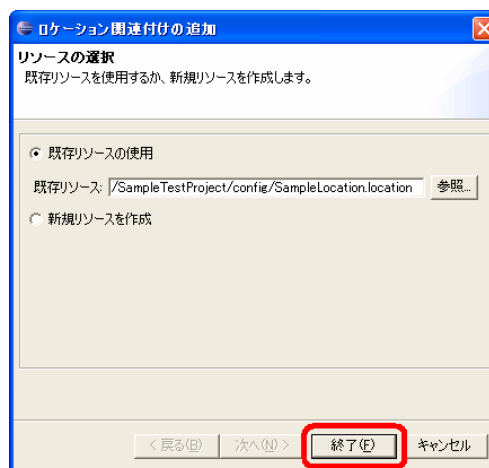 ロケーション関連付けの追加
リソースの選択
既存リソースを使用するか、新規リソースを作成します。
既存リソースの使用
既存リソース: /SampleTestProject/config/SampleLocation.location 参照...
新規リソースを作成
< 戻る(B) 次へ(N) > 終了(F) キャンセル